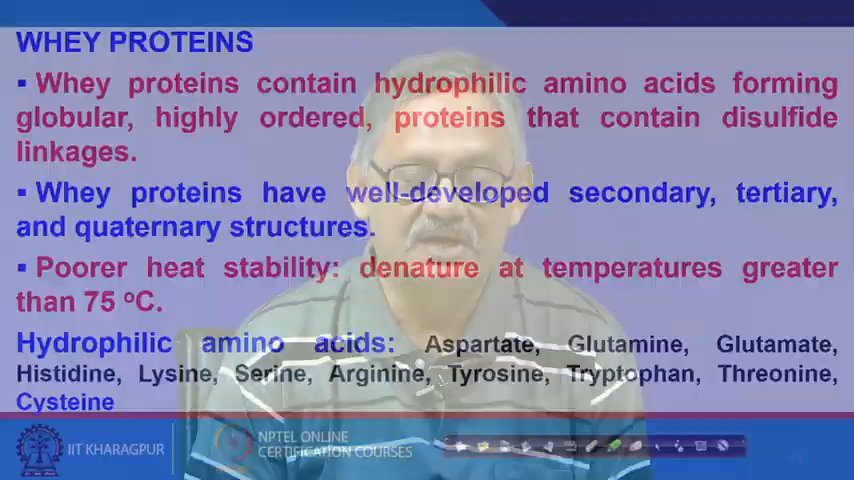 WHEY PROTEINS
▪ Whey proteins contain hydrophilic amino acids forming
globular, highly ordered, proteins that contain disulfide
linkages.
▪ Whey proteins have well-developed secondary, tertiary,
and quaternary structures.
▪ Poorer heat stability: denature at temperatures greater
than 75 ºC.
Hydrophilic amino acids: Aspartate, Glutamine, Glutamate,
Histidine, Lysine, Serine, Arginine, Tyrosine, Tryptophan, Threonine,
Cysteine
IIT KHARAGPUR
NPTEL ONLINE
CERTIFICATION COURSES